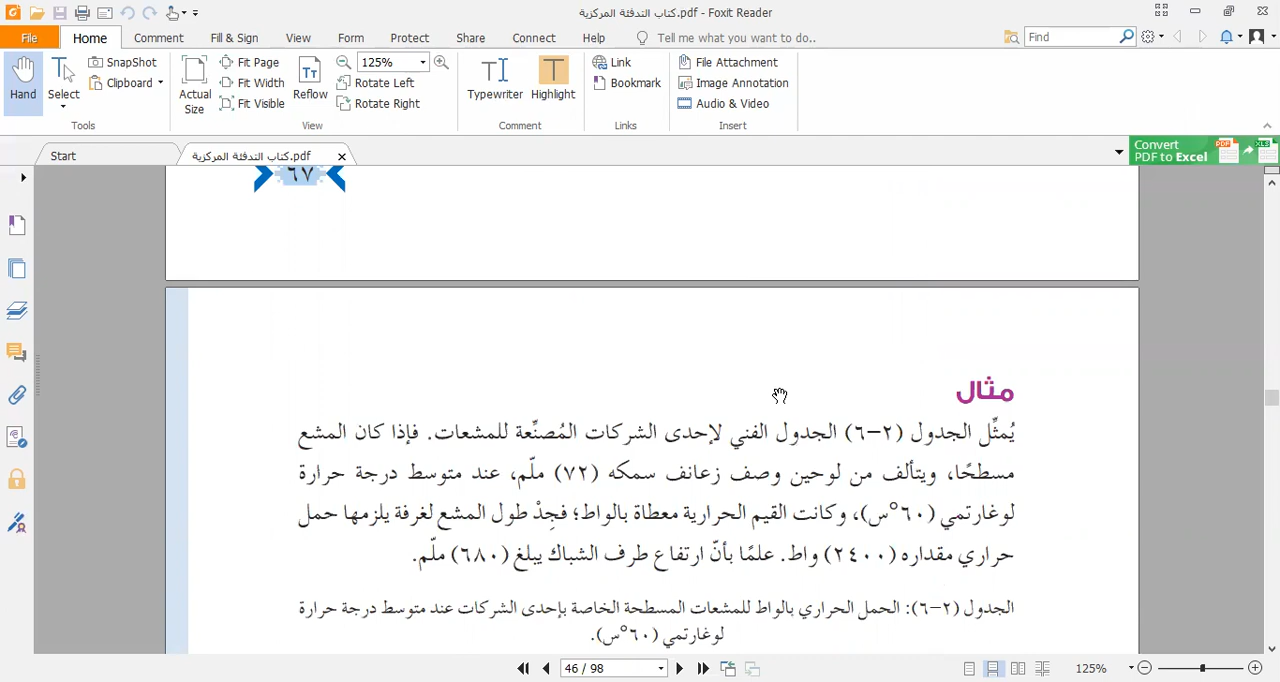 كتاب التدفئة المركزية.pdf - Foxit Reader
File Home Comment Fill & Sign View Form Protect Share Connect Help Tell me what you want to do.. Find
Hand
Select
SnapShot
Clipboard
Tools
Actual Size
Fit Page
Fit Width
Fit Visible
Reflow
125%
Rotate Left
Rotate Right
View
Typewriter
Highlight
Comment
Link
Bookmark
Links
File Attachment
Image Annotation
Audio & Video
Insert
Start
كتاب التدفئة المركزية.pdf
Convert
PDF to Excel
٦٧
مثال
يُمثِّل الجدول (٢-٦) الجدول الفني لإحدى الشركات المُصنِّعة للمشعات. فإذا كان المشع
مسطحًا، ويتألف من لوحين وصف زعانف سمكه (٧٢) ملّم، عند متوسط درجة حرارة
لوغارتمي (٦٠°س)، وكانت القيم الحرارية معطاة بالواط؛ فجِدْ طول المشع لغرفة يلزمها حمل
حراري مقداره (٢٤٠٠) واط. علمًا بأنّ ارتفاع طرف الشباك يبلغ (٦٨٠) ملّم.
الجدول (٢-٦): الحمل الحراري بالواط للمشعات المسطحة الخاصة بإحدى الشركات عند متوسط درجة حرارة
لوغارتمي (٦٠°س).
46 / 98
125%